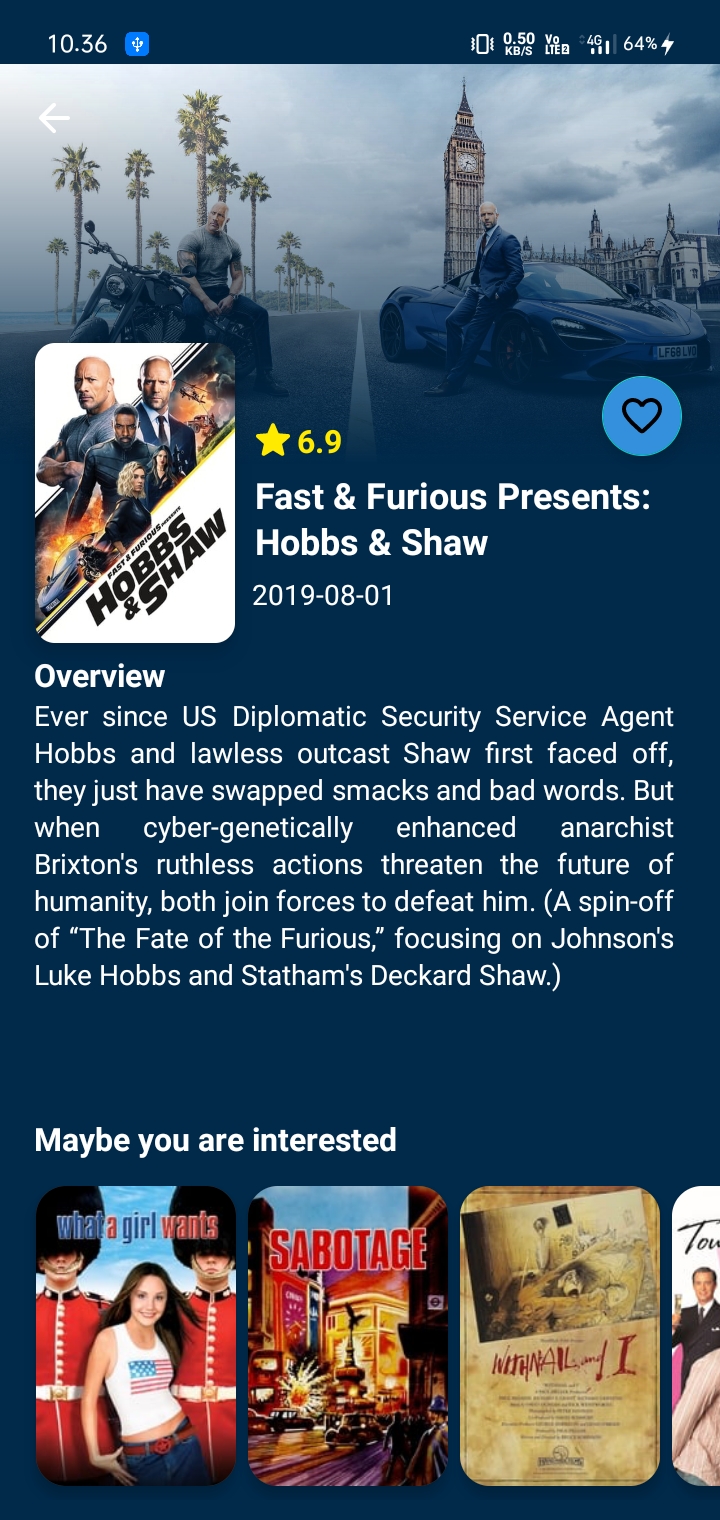 10.36
0.50
KB/S
Vo
LTE2
4G
64%
LF68 LVO
FAST & FURIOUS PRESENTS
HOBBS
& SHAW
6.9
Fast & Furious Presents:
Hobbs & Shaw
2019-08-01
Overview
Ever since US Diplomatic Security Service Agent
Hobbs and lawless outcast Shaw first faced off,
they just have swapped smacks and bad words. But
when cyber-genetically enhanced anarchist
Brixton's ruthless actions threaten the future of
humanity, both join forces to defeat him. (A spin-off
of “The Fate of the Furious,” focusing on Johnson's
Luke Hobbs and Statham's Deckard Shaw.)
Maybe you are interested
what a girl wants
SABOTAGE
WITHNAIL and I
Tou